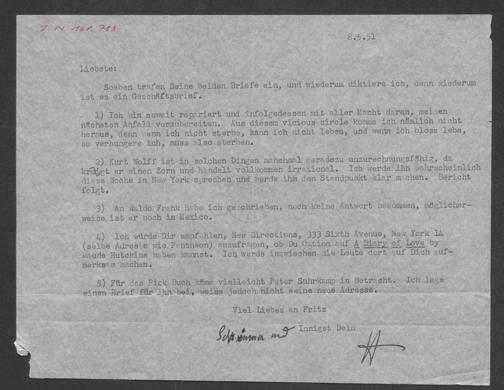 8.5.51
Liebste:
Soeben trafen Deine beiden Briefe ein, und wiederum diktiere ich, denn wiederum
ist es ein Geschäftsbrief.
1) Ich bin soweit repariert und infolgedessen mit aller Macht daran, meinen
nächsten Anfall vorzubereiten. Aus diesem vicious circle komme ich nämlich nicht
heraus, denn wenn ich nicht sterbe, kann ich nicht leben, und wenn ich bloss lebe,
so verhungere ich, muss also sterben.
2) Kurt Wolff ist in solchen Dingen manchmal geradezu unzurechnungsfähig, da
kriegt er einen Zorn und handelt vollkommen irrational. Ich werde ihn wahrscheinlich
diese Woche in New York sprechen und werde ihm den Standpunkt klar machen. Bericht
folgt.
3) An Waldo Frank habe ich geschrieben, noch keine Antwort bekommen, möglicher-
weise ist er noch in Mexico.
4) Ich würde Dir empfehlen, New Directions, 333 Sixth Avenue, New York 14
(selbe Adresse wie Pantheon) anzufragen, ob Du Option auf A Diary of Love by
Maude Hutchins haben kannst. Ich werde inzwischen die Leute dort auf Dich auf-
merksam machen.
5) Für das Pick Buch käme vielleicht Peter Suhrkamp in Betracht. Ich lege
einen Brief für ihn bei, weiss jedoch nicht seine neue Adresse.
Viel Liebes an Fritz
und Innigst Dein
H